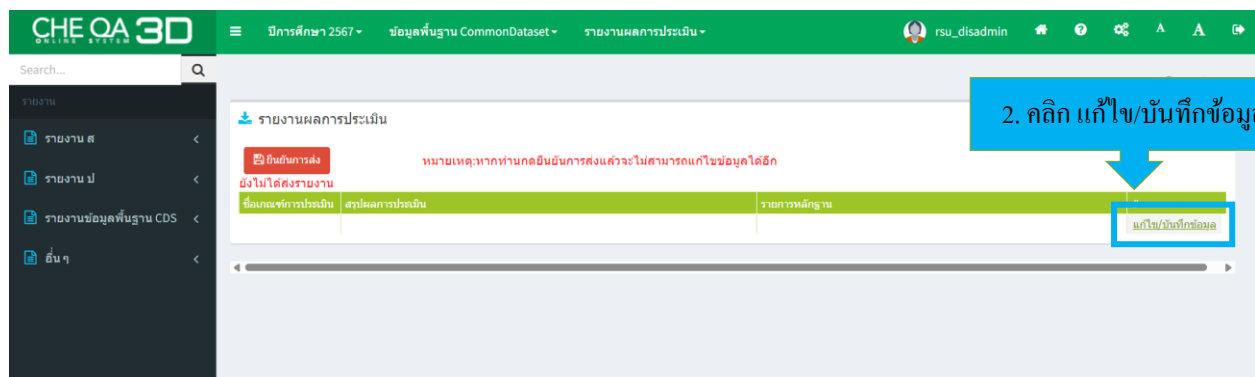 CHE QA 3D
ONLINE SYSTEM
ปีการศึกษา 2567
ข้อมูลพื้นฐาน CommonDataset
รายงานผลการประเมิน
rsu_disadmin
A A
Search...
รายงาน
รายงาน ส
รายงาน ป
รายงานข้อมูลพื้นฐาน CDS
อื่น ๆ
2. คลิก แก้ไข/บันทึกข้อมูล
รายงานผลการประเมิน
ยืนยันการส่ง
หมายเหตุ:หากท่านกดยืนยันการส่งแล้วจะไม่สามารถแก้ไขข้อมูลได้อีก
ยังไม่ได้ส่งรายงาน
ชื่อเกณฑ์การประเมิน สรุปผลการประเมิน รายการหลักฐาน
แก้ไข/บันทึกข้อมูล